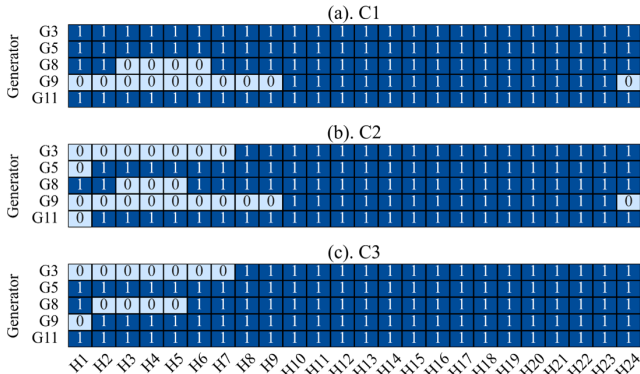 (a). C1
Generator
G3 1 1 1 1 1 1 1 1 1 1 1 1 1 1 1 1 1 1 1 1 1 1 1 1
G5 1 1 1 1 1 1 1 1 1 1 1 1 1 1 1 1 1 1 1 1 1 1 1 1
G8 1 1 0 0 0 0 1 1 1 1 1 1 1 1 1 1 1 1 1 1 1 1 1 1
G9 0 0 0 0 0 0 0 0 0 1 1 1 1 1 1 1 1 1 1 1 1 1 1 0
G11 1 1 1 1 1 1 1 1 1 1 1 1 1 1 1 1 1 1 1 1 1 1 1 1
(b). C2
Generator
G3 0 0 0 0 0 0 0 1 1 1 1 1 1 1 1 1 1 1 1 1 1 1 1 1
G5 0 1 1 1 1 1 1 1 1 1 1 1 1 1 1 1 1 1 1 1 1 1 1 1
G8 1 1 0 0 0 1 1 1 1 1 1 1 1 1 1 1 1 1 1 1 1 1 1 1
G9 0 0 0 0 0 0 0 0 0 1 1 1 1 1 1 1 1 1 1 1 1 1 1 0
G11 0 1 1 1 1 1 1 1 1 1 1 1 1 1 1 1 1 1 1 1 1 1 1 1
(c). C3
Generator
G3 0 0 0 0 0 0 0 1 1 1 1 1 1 1 1 1 1 1 1 1 1 1 1 1
G5 1 1 1 1 1 1 1 1 1 1 1 1 1 1 1 1 1 1 1 1 1 1 1 1
G8 1 0 0 0 0 1 1 1 1 1 1 1 1 1 1 1 1 1 1 1 1 1 1 1
G9 0 1 1 1 1 1 1 1 1 1 1 1 1 1 1 1 1 1 1 1 1 1 1 1
G11 1 1 1 1 1 1 1 1 1 1 1 1 1 1 1 1 1 1 1 1 1 1 1 1
H1 H2 H3 H4 H5 H6 H7 H8 H9 H10 H11 H12 H13 H14 H15 H16 H17 H18 H19 H20 H21 H22 H23 H24